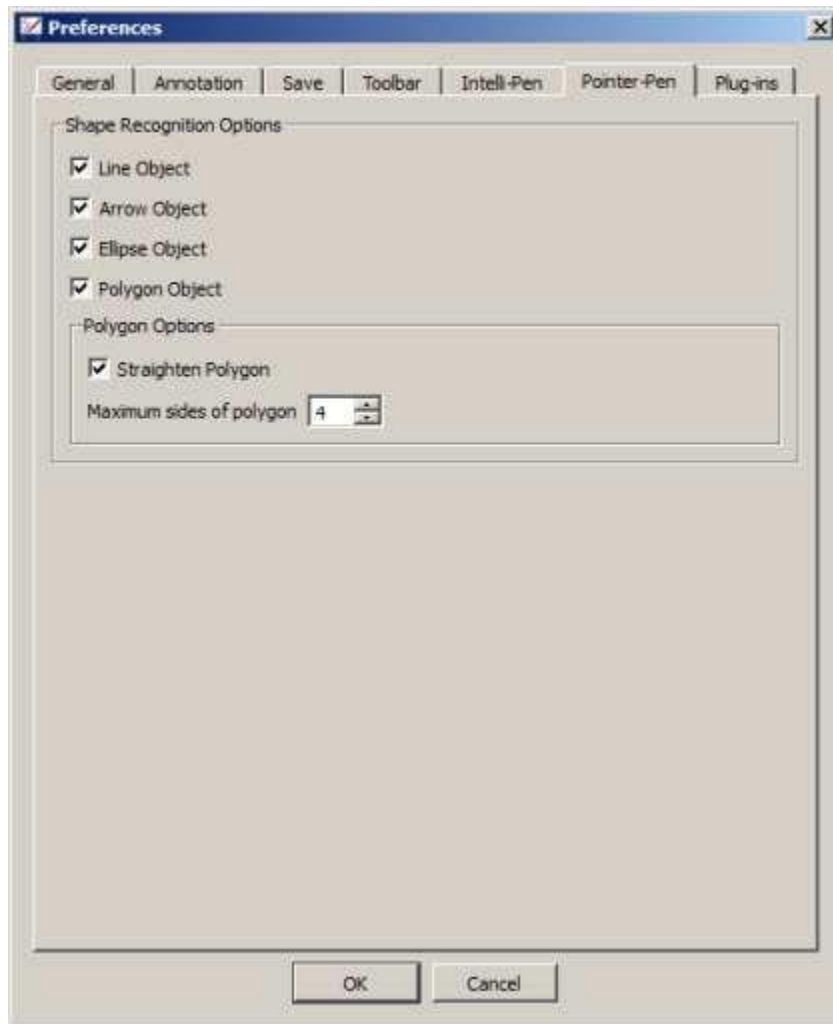 Preferences
General Annotation Save Toolbar Intelli-Pen Pointer-Pen Plug-ins
Shape Recognition Options
Line Object
Arrow Object
Ellipse Object
Polygon Object
Polygon Options
Straighten Polygon
Maximum sides of polygon 4
OK Cancel